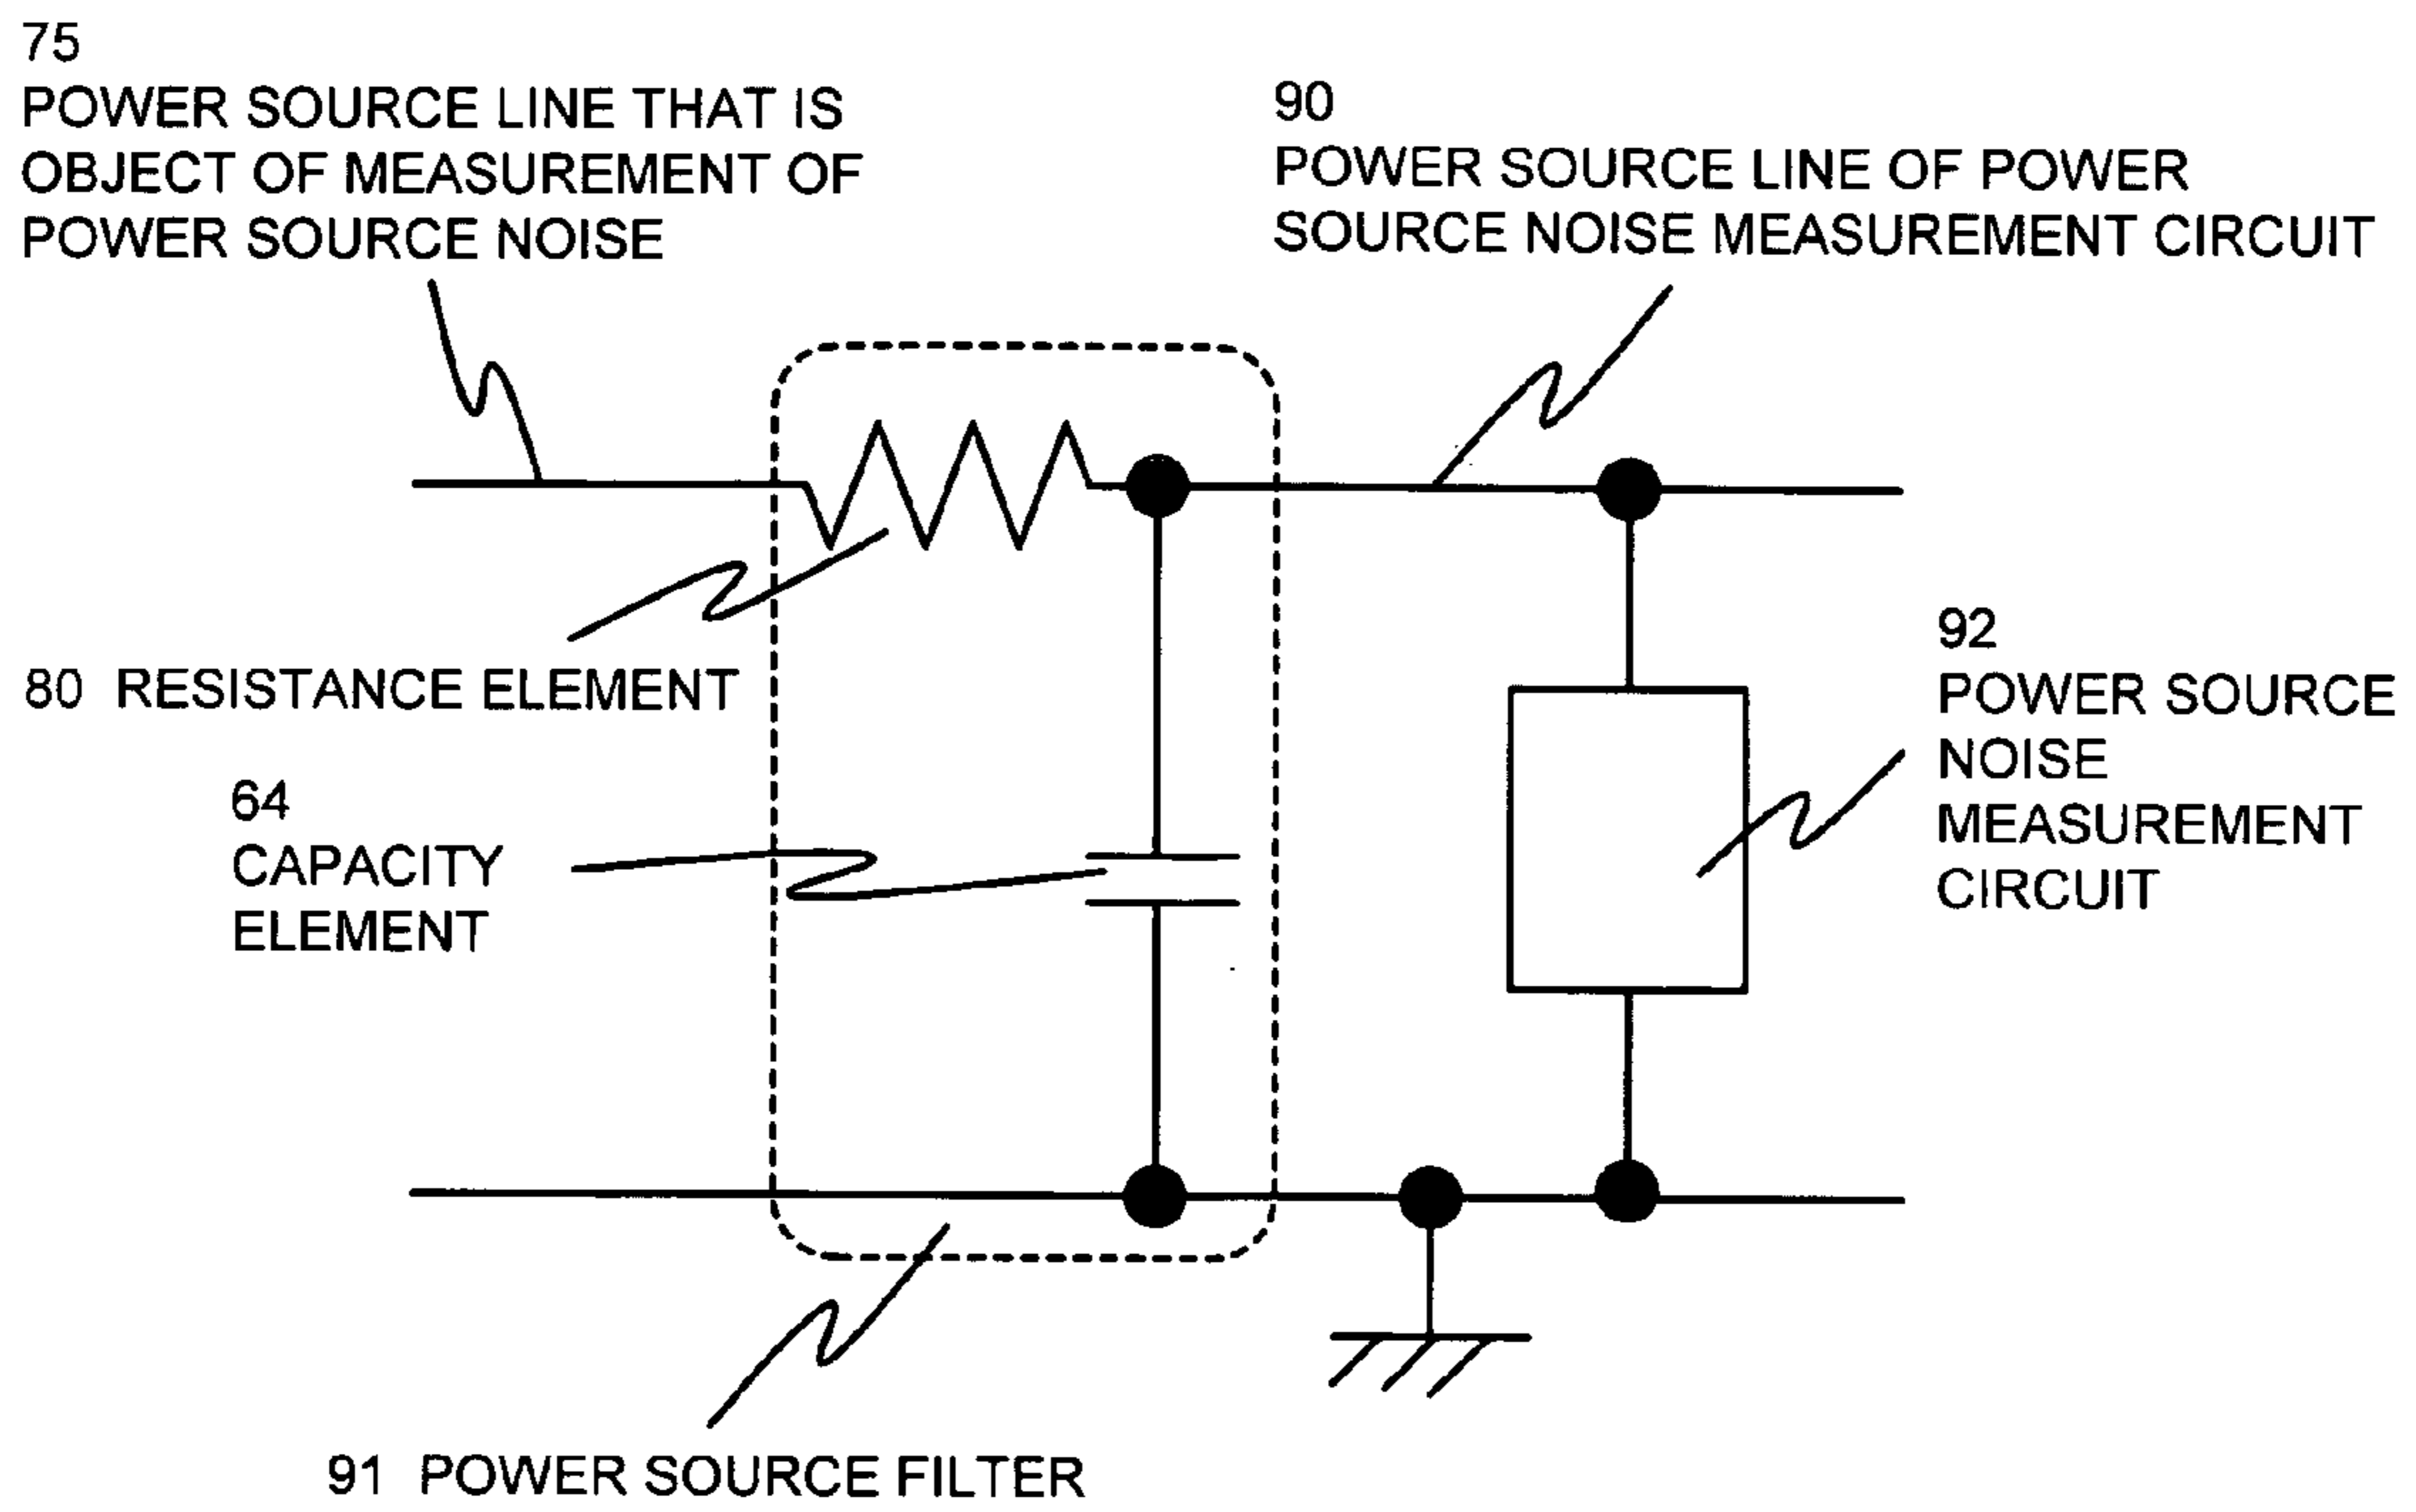 75
POWER SOURCE LINE THAT IS
OBJECT OF MEASUREMENT OF
POWER SOURCE NOISE
90
POWER SOURCE LINE OF POWER
SOURCE NOISE MEASUREMENT CIRCUIT
80 RESISTANCE ELEMENT
64
CAPACITY
ELEMENT
92
POWER SOURCE
NOISE
MEASUREMENT
CIRCUIT
91 POWER SOURCE FILTER